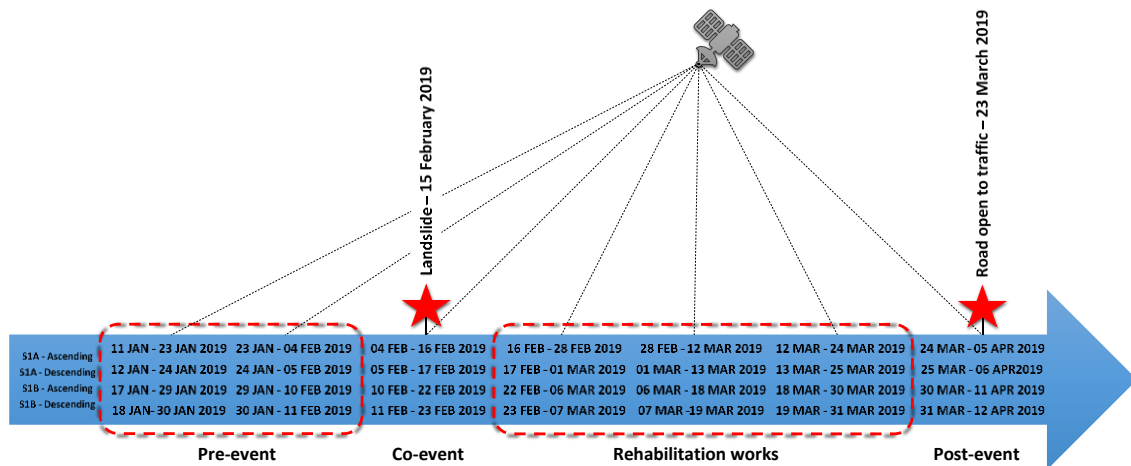 Landslide – 15 February 2019
Road open to traffic – 23 March 2019
S1A - Ascending 11 JAN - 23 JAN 2019 23 JAN - 04 FEB 2019 04 FEB - 16 FEB 2019 16 FEB - 28 FEB 2019 28 FEB - 12 MAR 2019 12 MAR - 24 MAR 2019 24 MAR - 05 APR 2019
S1A - Descending 12 JAN - 24 JAN 2019 24 JAN - 05 FEB 2019 05 FEB - 17 FEB 2019 17 FEB - 01 MAR 2019 01 MAR - 13 MAR 2019 13 MAR - 25 MAR 2019 25 MAR - 06 APR2019
S1B - Ascending 17 JAN - 29 JAN 2019 29 JAN - 10 FEB 2019 10 FEB - 22 FEB 2019 22 FEB - 06 MAR 2019 06 MAR - 18 MAR 2019 18 MAR - 30 MAR 2019 30 MAR - 11 APR 2019
S1B - Descending 18 JAN– 30 JAN 2019 30 JAN - 11 FEB 2019 11 FEB - 23 FEB 2019 23 FEB - 07 MAR 2019 07 MAR -19 MAR 2019 19 MAR - 31 MAR 2019 31 MAR - 12 APR 2019
Pre-event Co-event Rehabilitation works Post-event